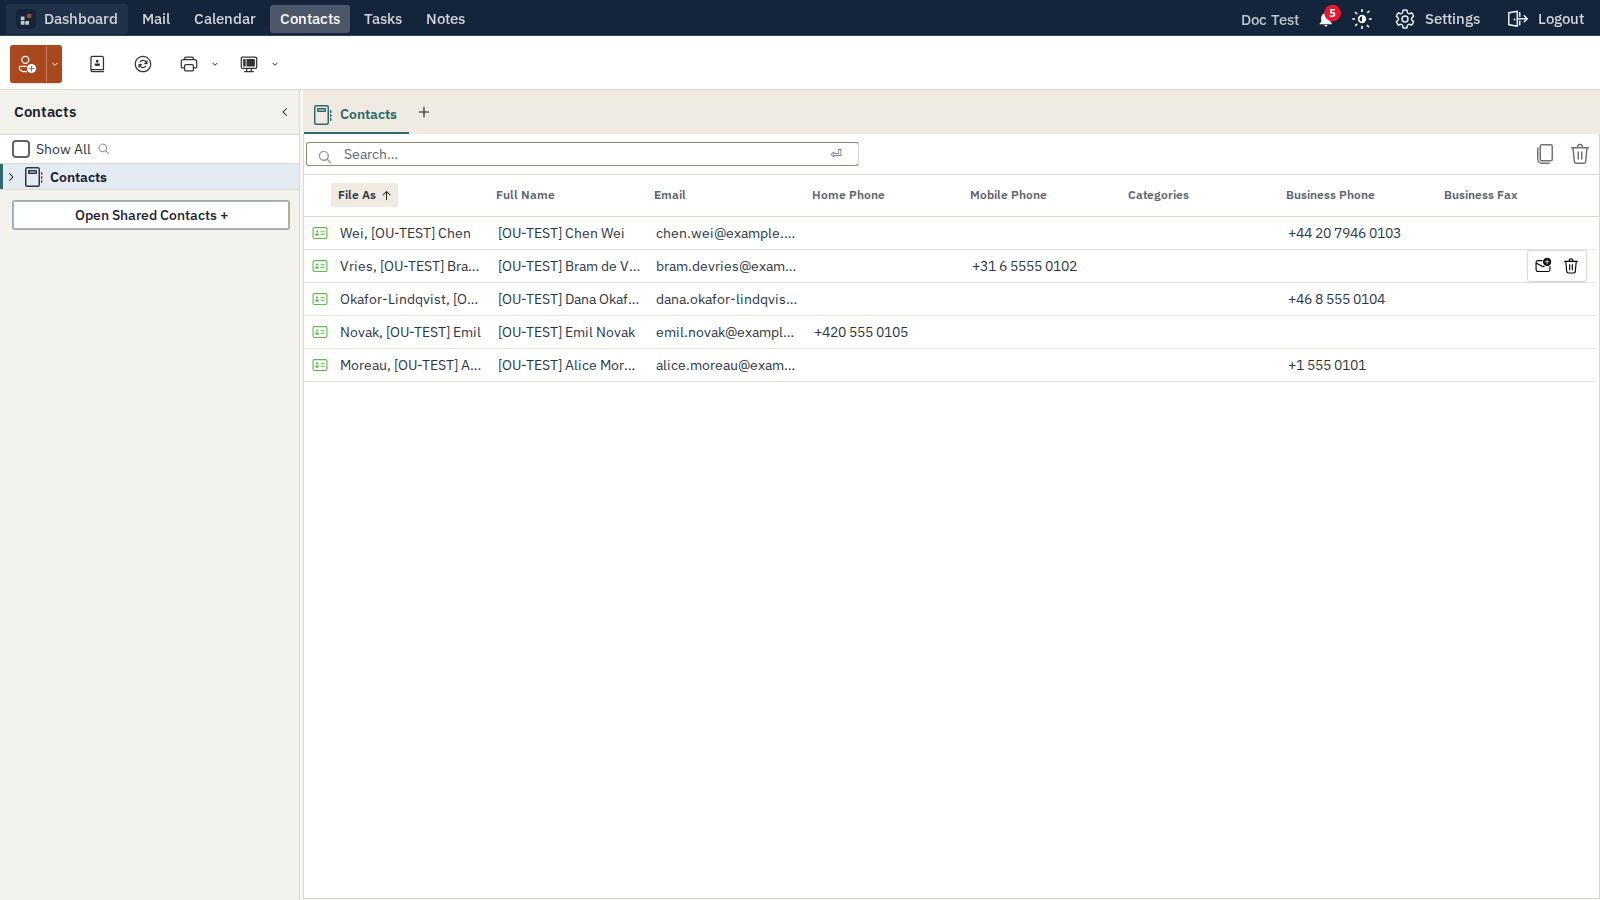 Dashboard Mail Calendar Contacts Tasks Notes Doc Test 5 Settings Logout
Contacts
Contacts +
Show All
Search...
Contacts
Open Shared Contacts +
File As Full Name Email Home Phone Mobile Phone Categories Business Phone Business Fax
Wei, [OU-TEST] Chen [OU-TEST] Chen Wei chen.wei@example.... +44 20 7946 0103
Vries, [OU-TEST] Bra... [OU-TEST] Bram de V... bram.devries@exam... +31 6 5555 0102
Okafor-Lindqvist, [O... [OU-TEST] Dana Okaf... dana.okafor-lindqvis... +46 8 555 0104
Novak, [OU-TEST] Emil [OU-TEST] Emil Novak emil.novak@exampl... +420 555 0105
Moreau, [OU-TEST] A... [OU-TEST] Alice Mor... alice.moreau@exam... +1 555 0101